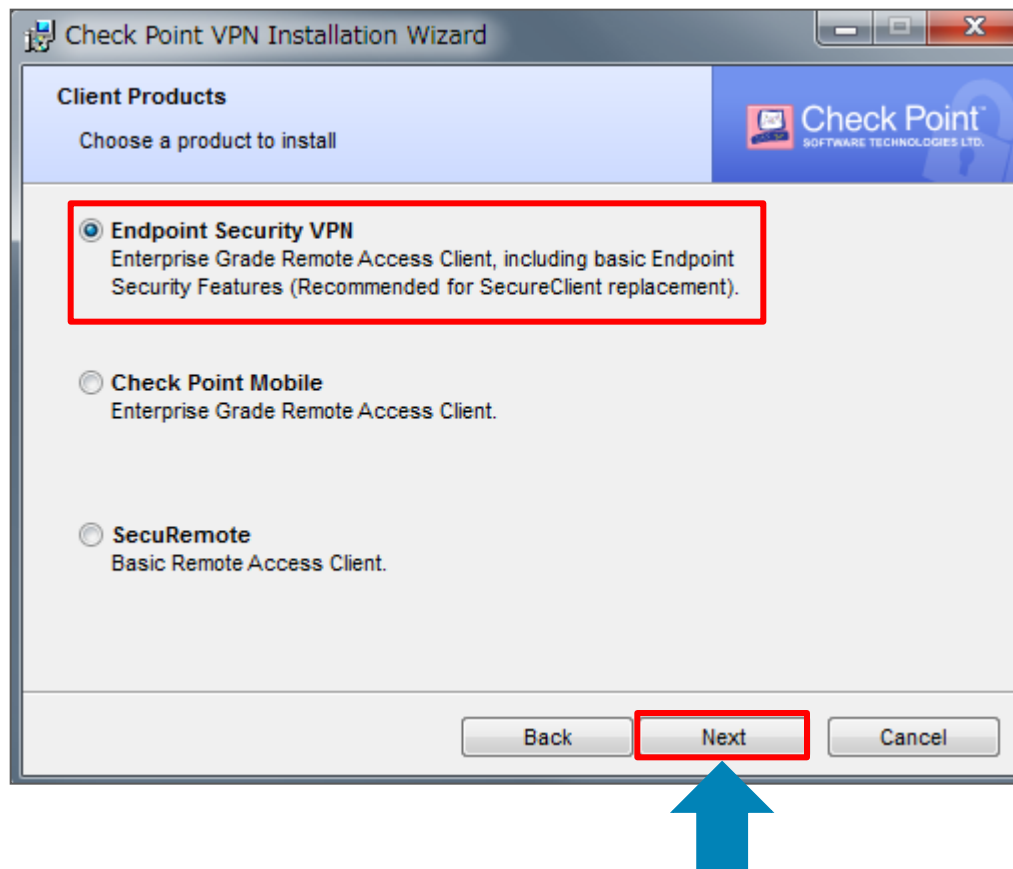 Check Point VPN Installation Wizard
Client Products
Choose a product to install
Check Point™
SOFTWARE TECHNOLOGIES LTD.
Endpoint Security VPN
Enterprise Grade Remote Access Client, including basic Endpoint
Security Features (Recommended for SecureClient replacement).
Check Point Mobile
Enterprise Grade Remote Access Client.
SecuRemote
Basic Remote Access Client.
Back
Next
Cancel